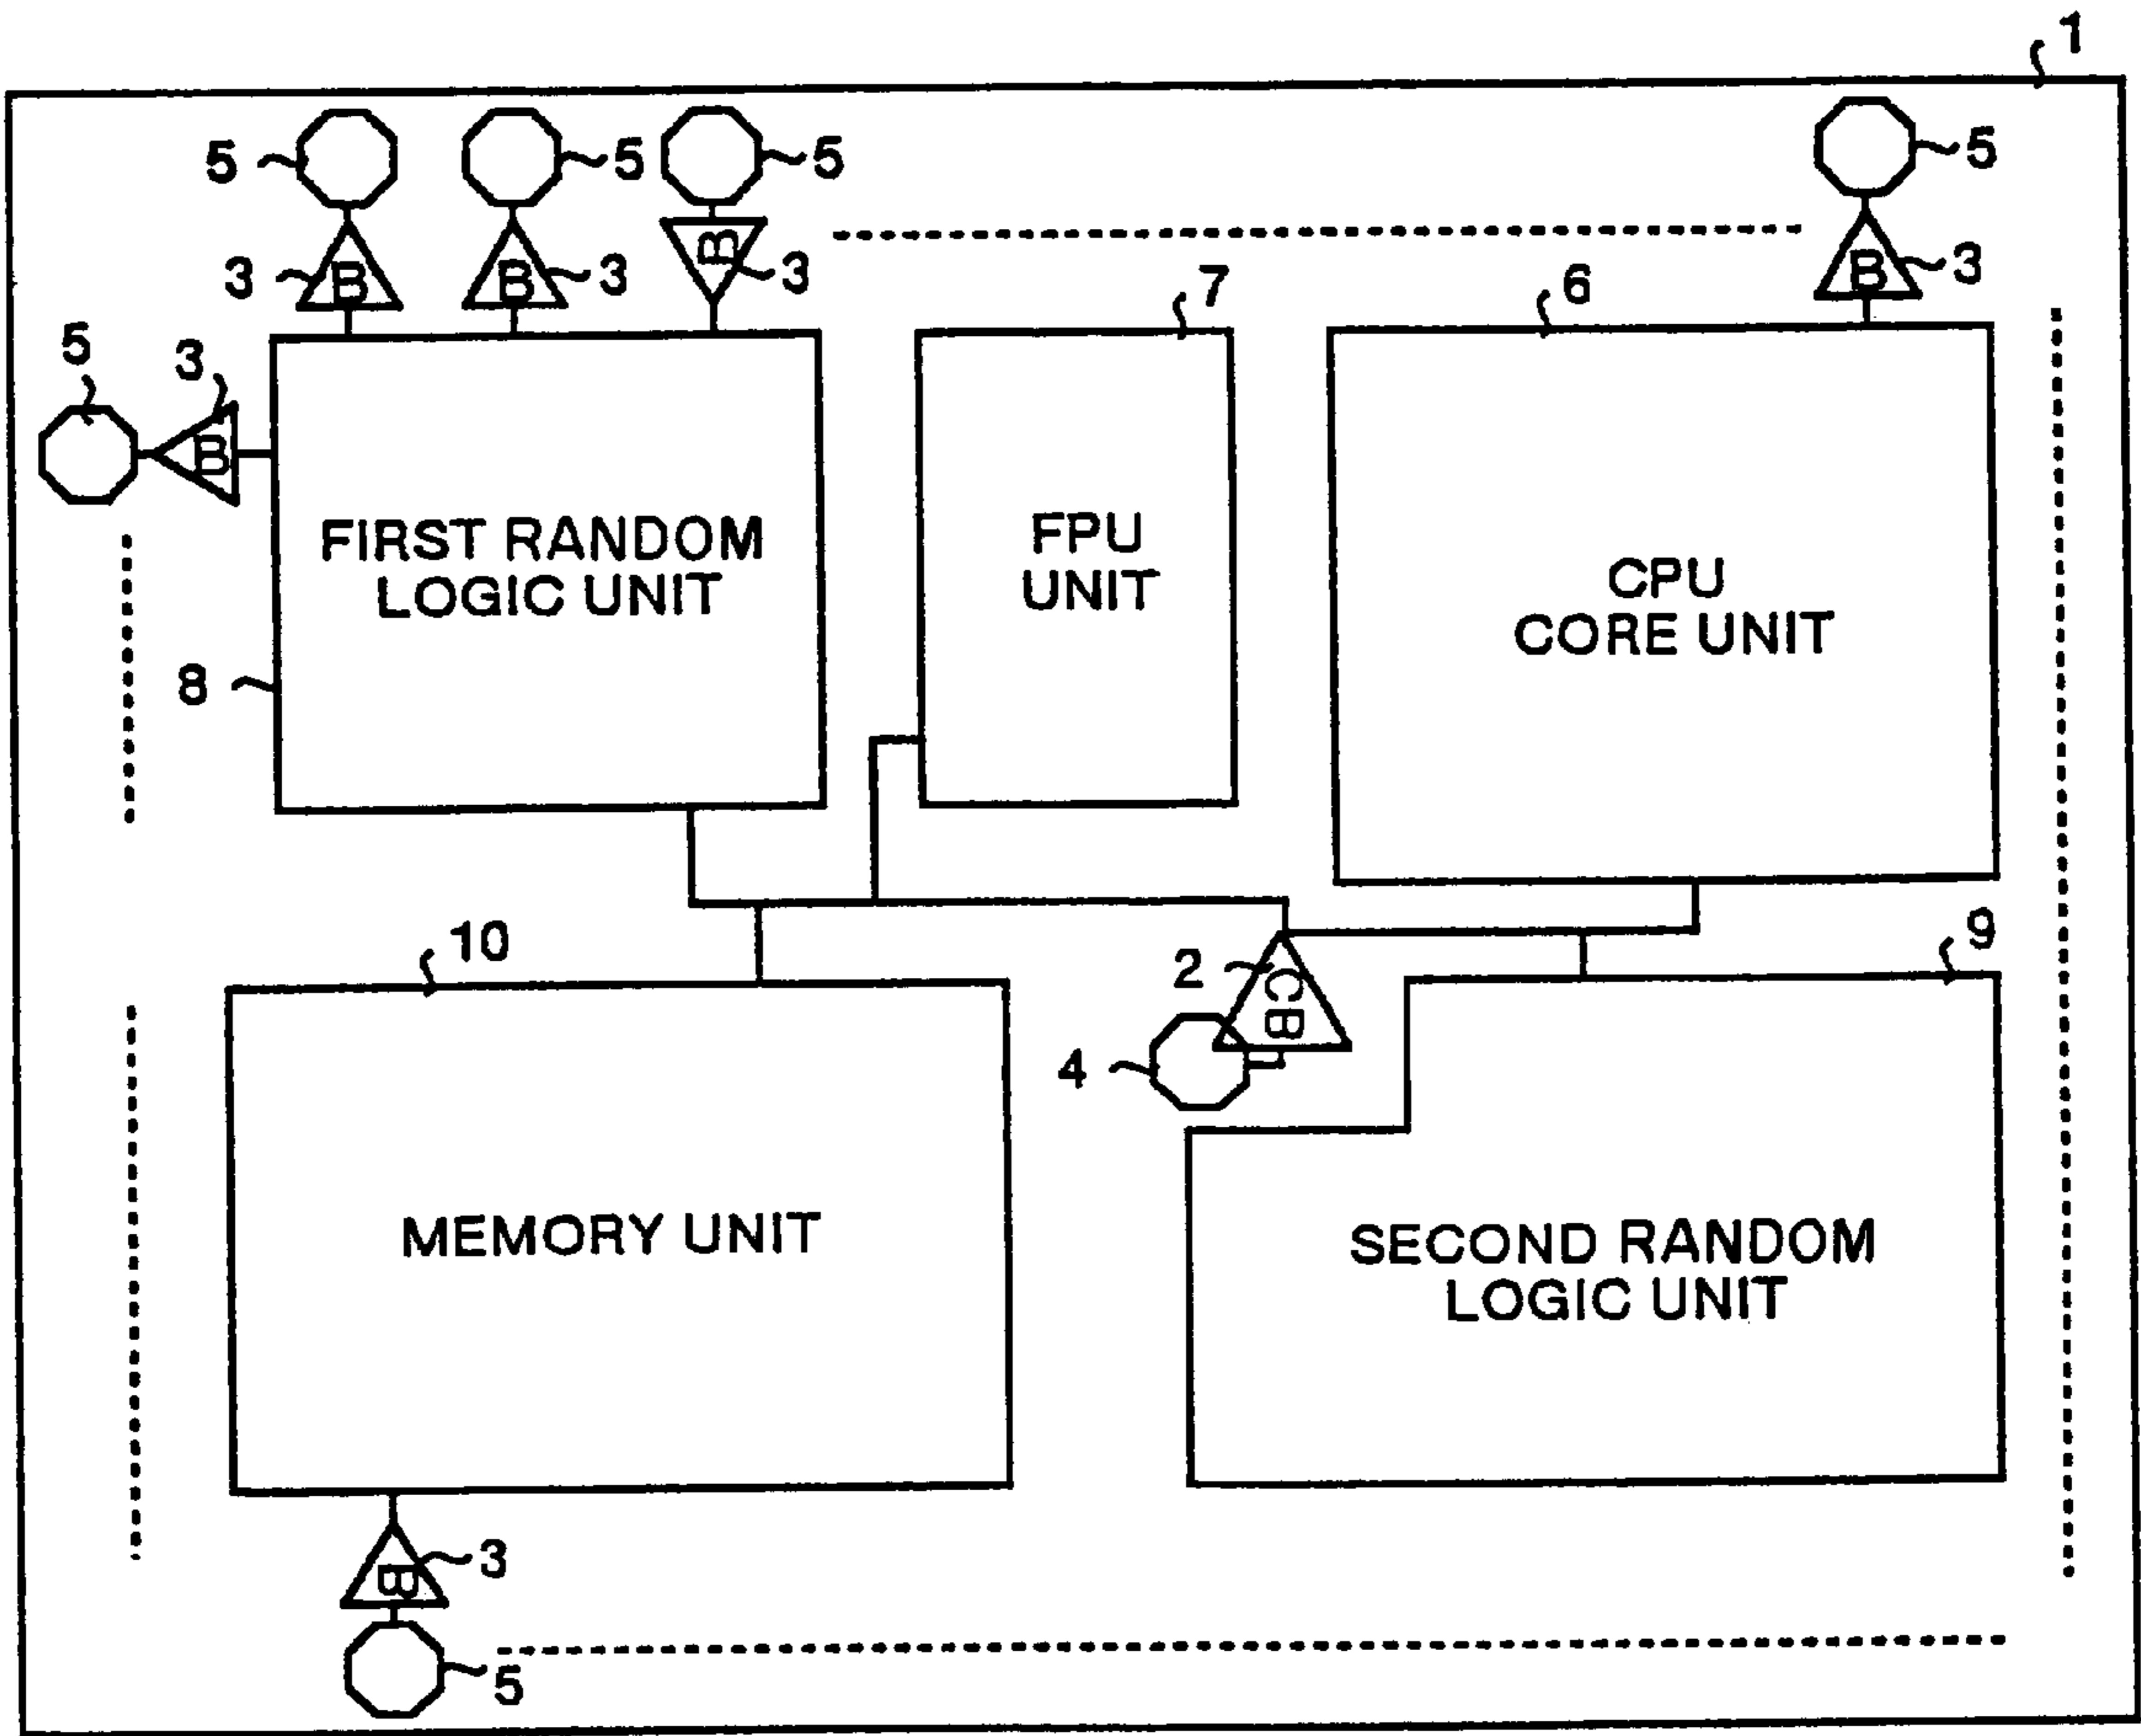 1
5
5
5
5
3 B
B 3
B 3
B 3
7
6
5
3
B
FIRST RANDOM
LOGIC UNIT
FPU
UNIT
CPU
CORE UNIT
8
10
9
2
CB
4
MEMORY UNIT
SECOND RANDOM
LOGIC UNIT
B 3
5